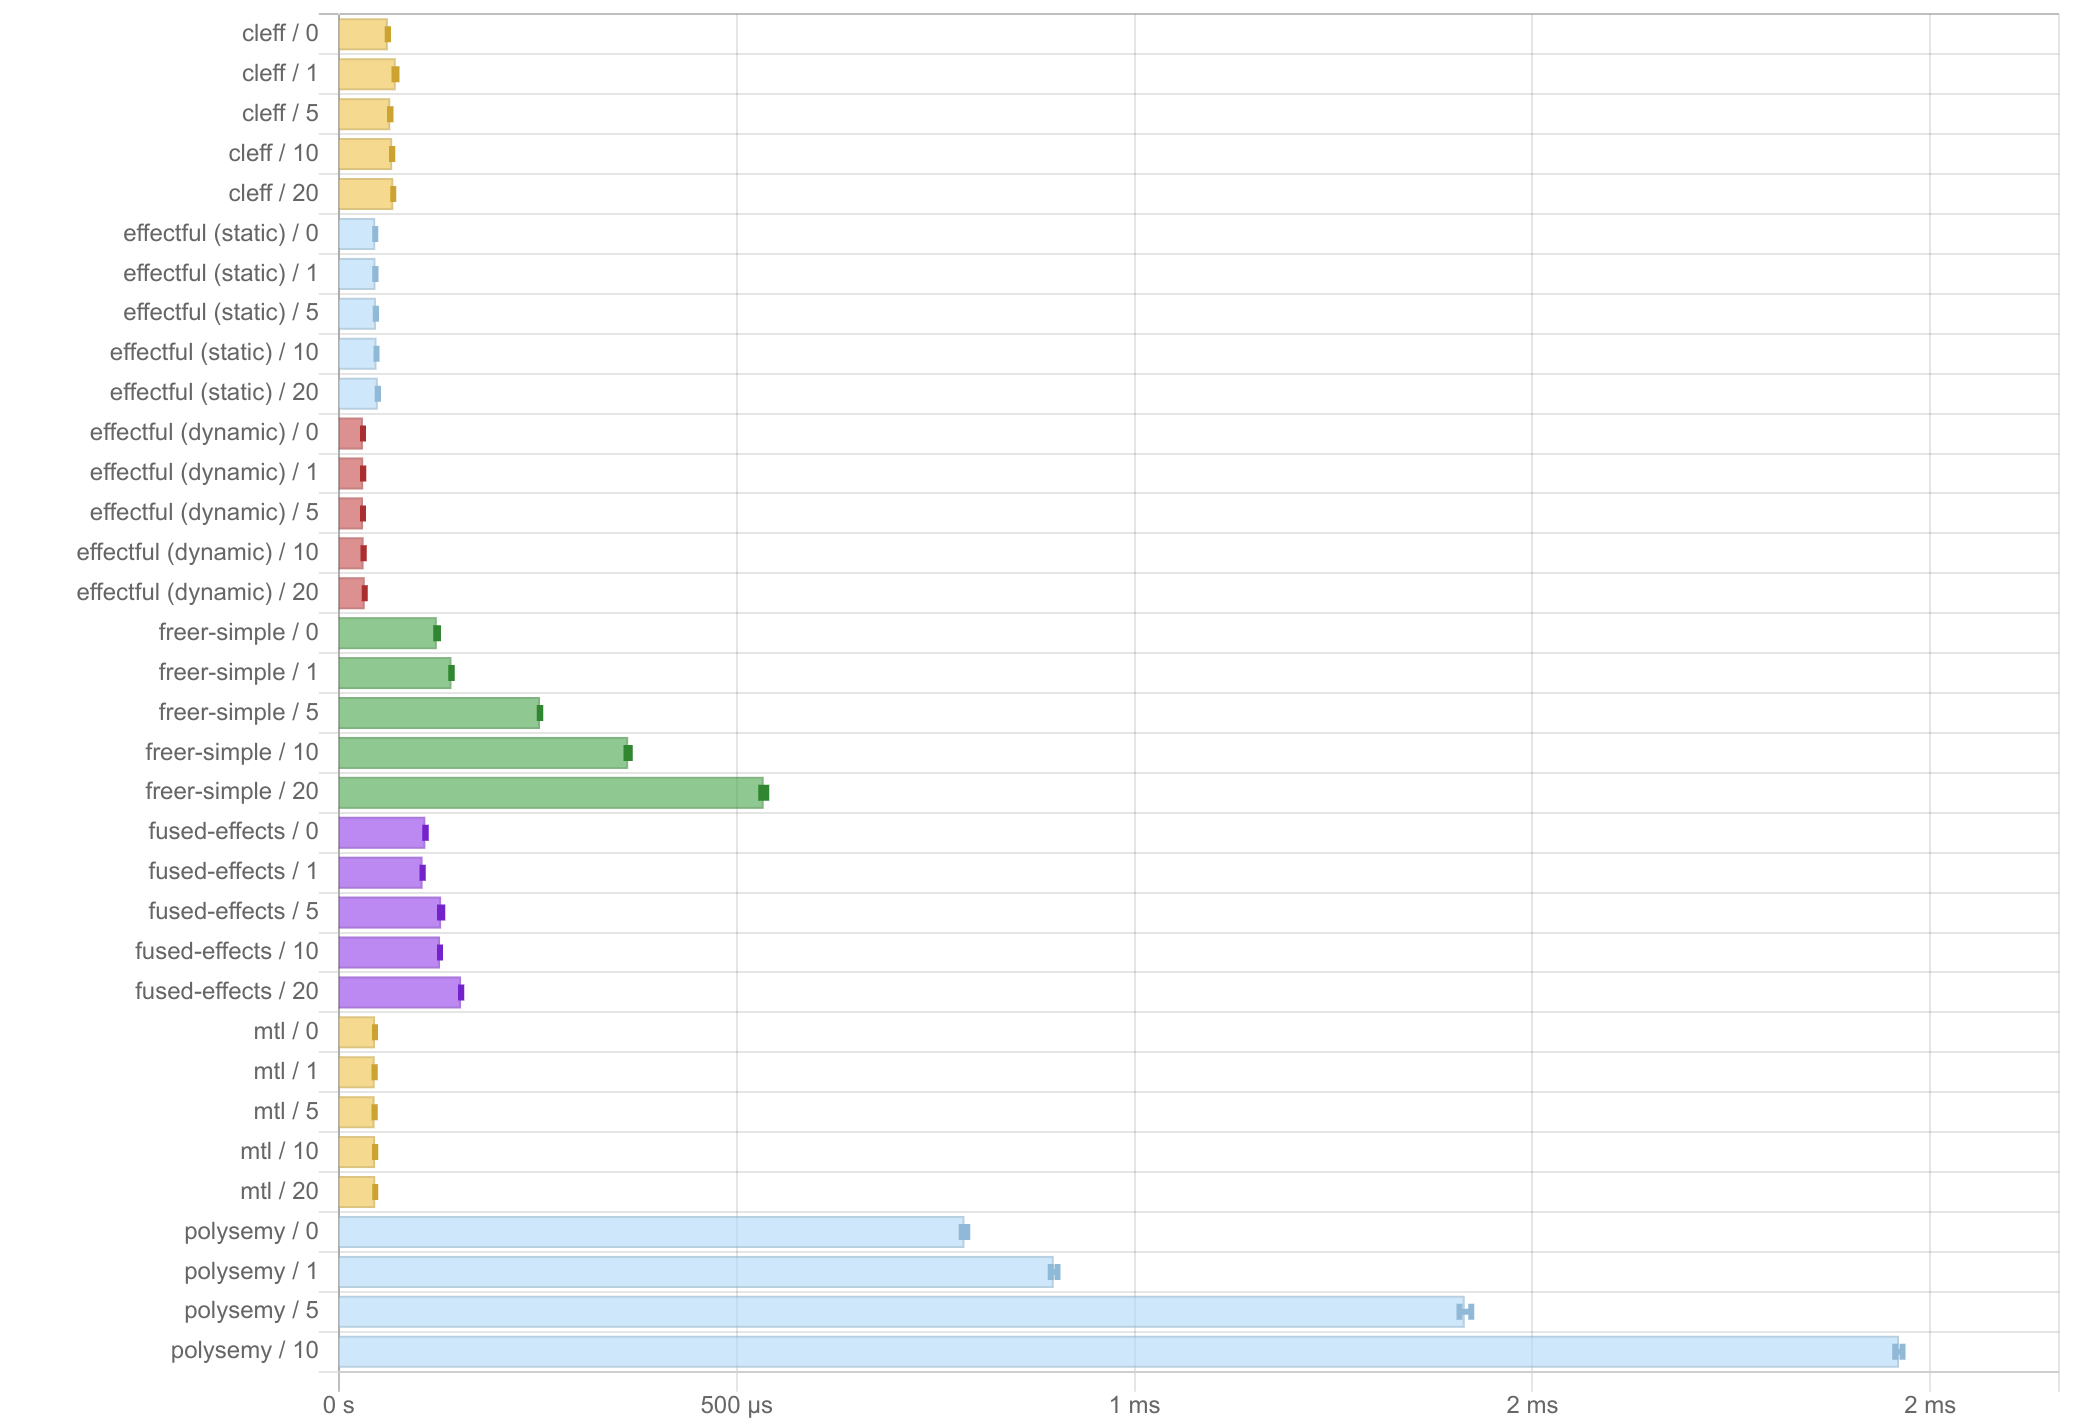 cleff / 0
cleff / 1
cleff / 5
cleff / 10
cleff / 20
effectful (static) / 0
effectful (static) / 1
effectful (static) / 5
effectful (static) / 10
effectful (static) / 20
effectful (dynamic) / 0
effectful (dynamic) / 1
effectful (dynamic) / 5
effectful (dynamic) / 10
effectful (dynamic) / 20
freer-simple / 0
freer-simple / 1
freer-simple / 5
freer-simple / 10
freer-simple / 20
fused-effects / 0
fused-effects / 1
fused-effects / 5
fused-effects / 10
fused-effects / 20
mtl / 0
mtl / 1
mtl / 5
mtl / 10
mtl / 20
polysemy / 0
polysemy / 1
polysemy / 5
polysemy / 10
0 s 500 μs 1 ms 2 ms 2 ms